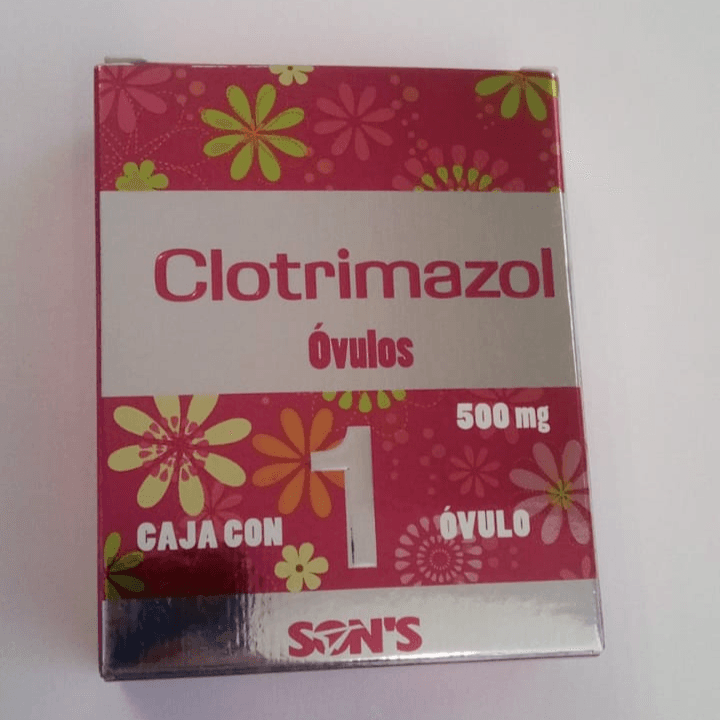 Clotrimazol
Óvulos
500 mg
CAJA CON 1 ÓVULO
SON'S